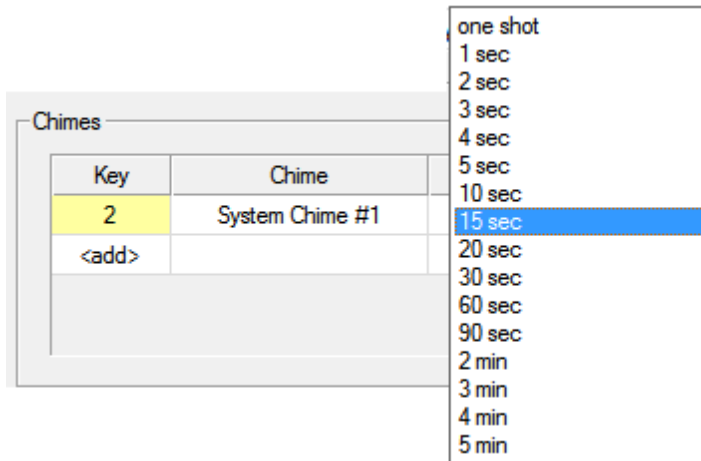 Chimes
Key Chime
2 System Chime #1
<add>
one shot
1 sec
2 sec
3 sec
4 sec
5 sec
10 sec
15 sec
20 sec
30 sec
60 sec
90 sec
2 min
3 min
4 min
5 min